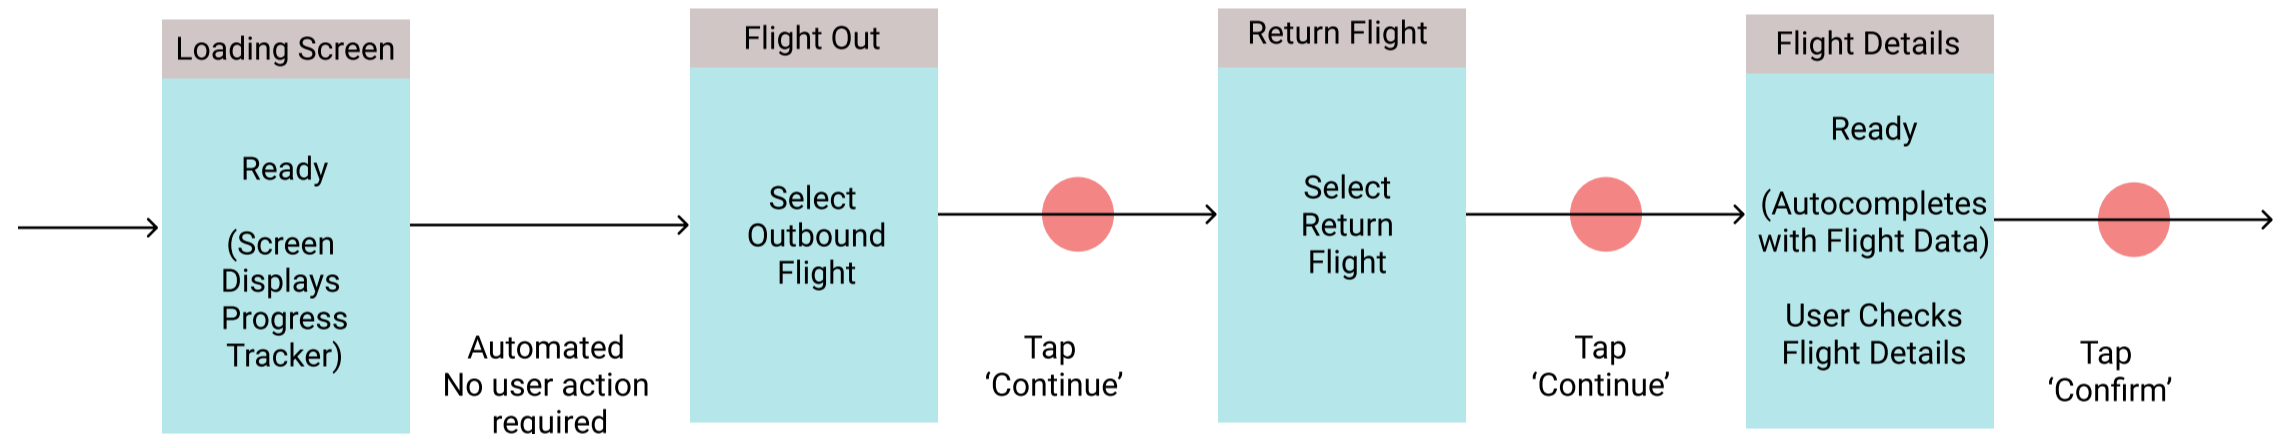 Loading Screen
Ready
(Screen
Displays
Progress
Tracker)
Automated
No user action
required
Flight Out
Select
Outbound
Flight
Tap
‘Continue’
Return Flight
Select
Return
Flight
Tap
‘Continue’
Flight Details
Ready
(Autocompletes
with Flight Data)
User Checks
Flight Details
Tap
‘Confirm’